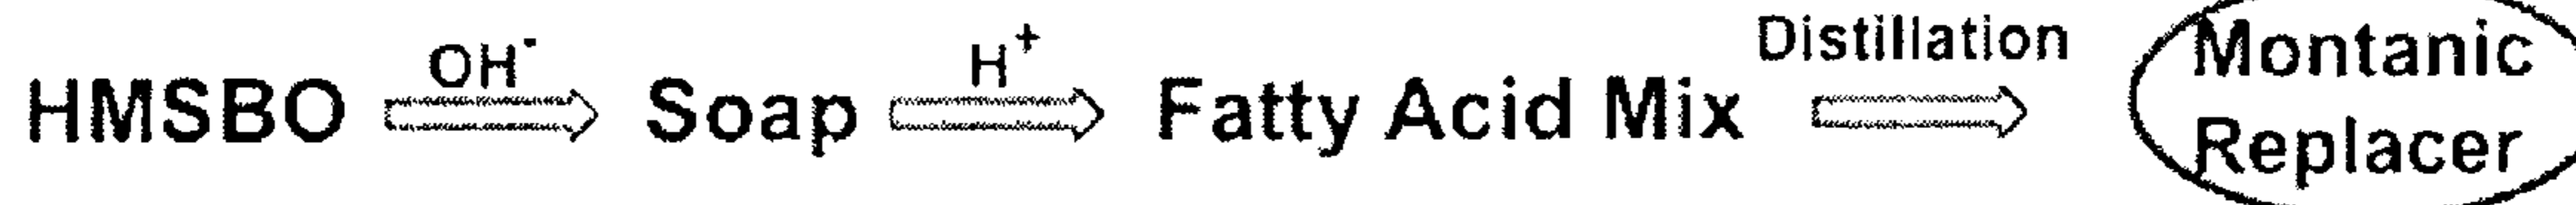 HMSBO OH⁻ Soap H⁺ Fatty Acid Mix Distillation
Montanic
Replacer